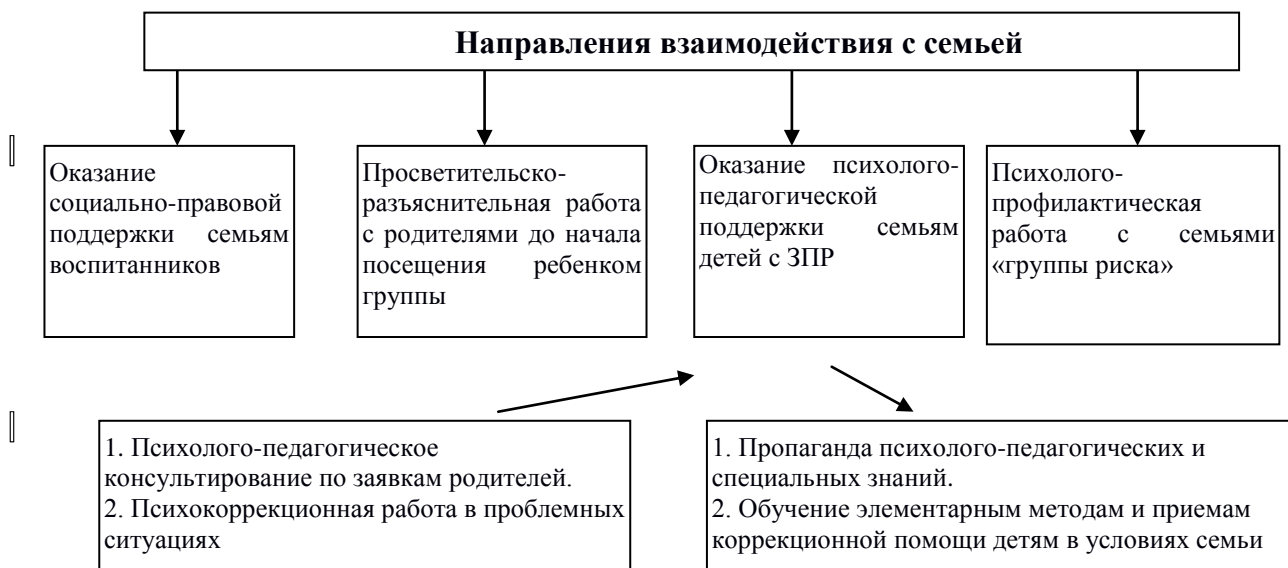 Направления взаимодействия с семьей
Оказание
социально-правовой
поддержки семьям
воспитанников
Просветительско-
разъяснительная работа
с родителями до начала
посещения ребенком
группы
Оказание психолого-
педагогической
поддержки семьям
детей с ЗПР
Психолого-
профилактическая
работа с семьями
«группы риска»
1. Психолого-педагогическое
консультирование по заявкам родителей.
2. Психокоррекционная работа в проблемных
ситуациях
1. Пропаганда психолого-педагогических и
специальных знаний.
2. Обучение элементарным методам и приемам
коррекционной помощи детям в условиях семьи